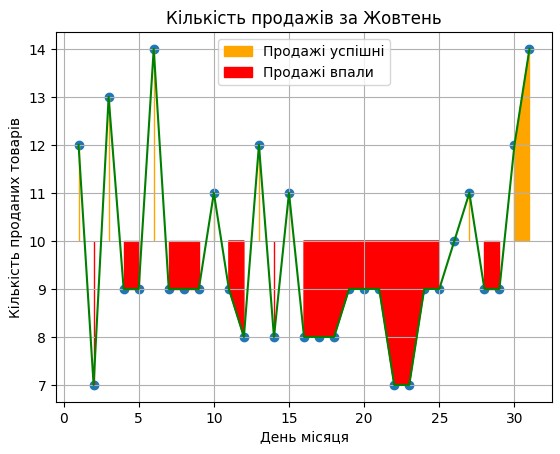 Кількість продажів за Жовтень
Продажі успішні
Продажі впали
Кількість проданих товарів
14
13
12
11
10
9
8
7
0 5 10 15 20 25 30
День місяця